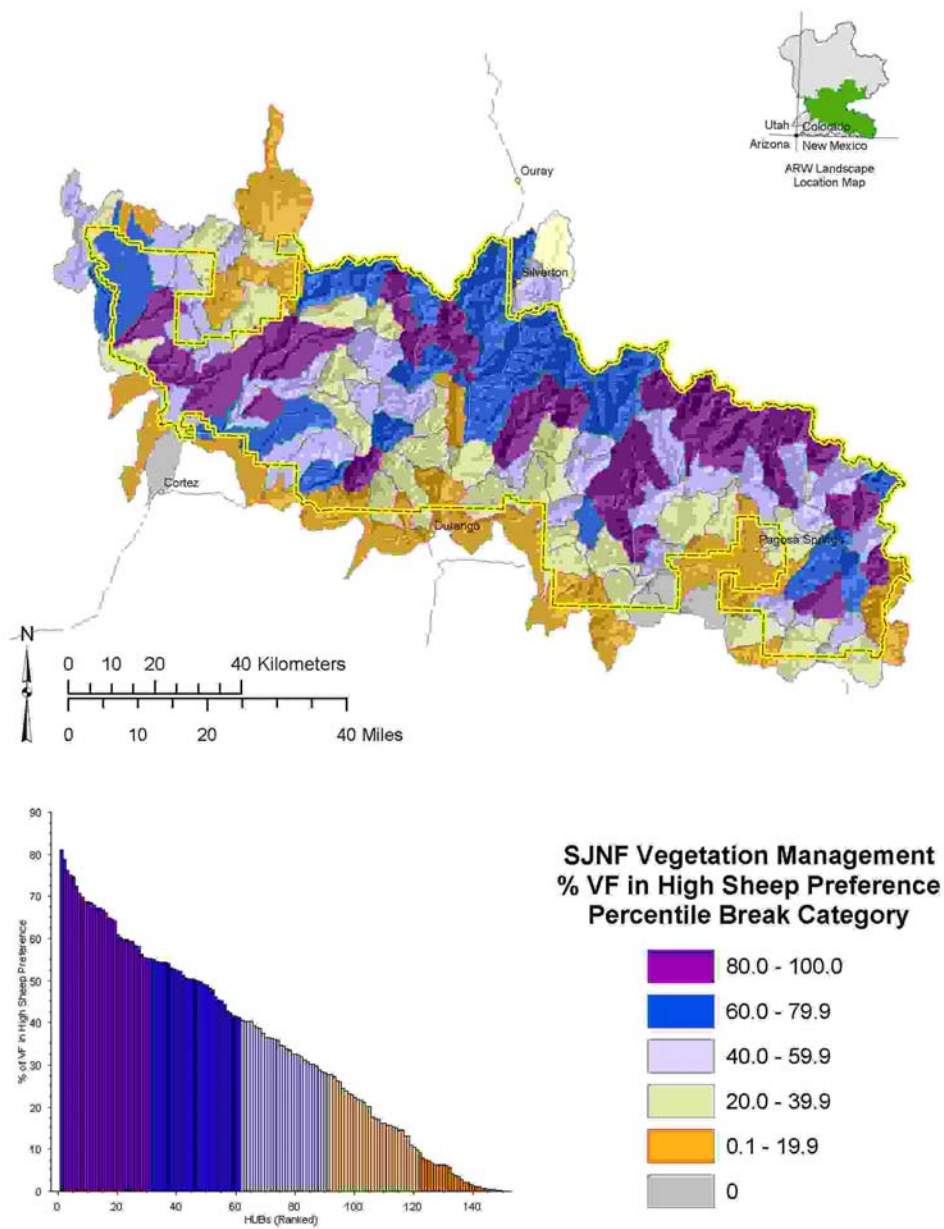 Utah
Colorado
Arizona
New Mexico
ARW Landscape
Location Map
Ouray
Silverton
Cortez
Durango
Pagosa Springs
N
0 10 20 40 Kilometers
0 10 20 40 Miles
90
80
70
60
50
40
30
20
10
0
% of VF in High Sheep Preference
0 20 40 60 80 100 120 140
HUBs (Ranked)
SJNF Vegetation Management
% VF in High Sheep Preference
Percentile Break Category
80.0 - 100.0
60.0 - 79.9
40.0 - 59.9
20.0 - 39.9
0.1 - 19.9
0